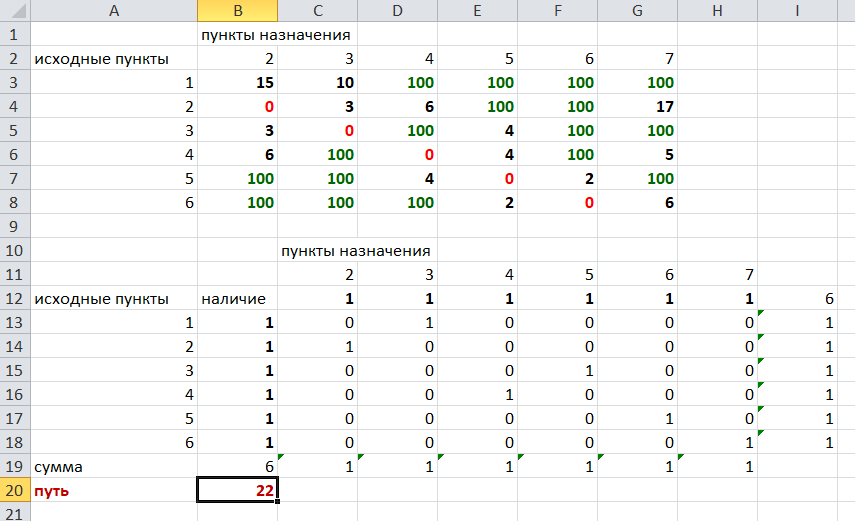 A B C D E F G H I
1 пункты назначения
2 исходные пункты 2 3 4 5 6 7
3 1 15 10 100 100 100 100
4 2 0 3 6 100 100 17
5 3 3 0 100 4 100 100
6 4 6 100 0 4 100 5
7 5 100 100 4 0 2 100
8 6 100 100 100 2 0 6
9
10 пункты назначения
11 2 3 4 5 6 7
12 исходные пункты наличие 1 1 1 1 1 1 6
13 1 1 0 1 0 0 0 0 1
14 2 1 1 0 0 0 0 0 1
15 3 1 0 0 0 1 0 0 1
16 4 1 0 0 1 0 0 0 1
17 5 1 0 0 0 0 1 0 1
18 6 1 0 0 0 0 0 1 1
19 сумма 6 1 1 1 1 1 1
20 путь 22
21